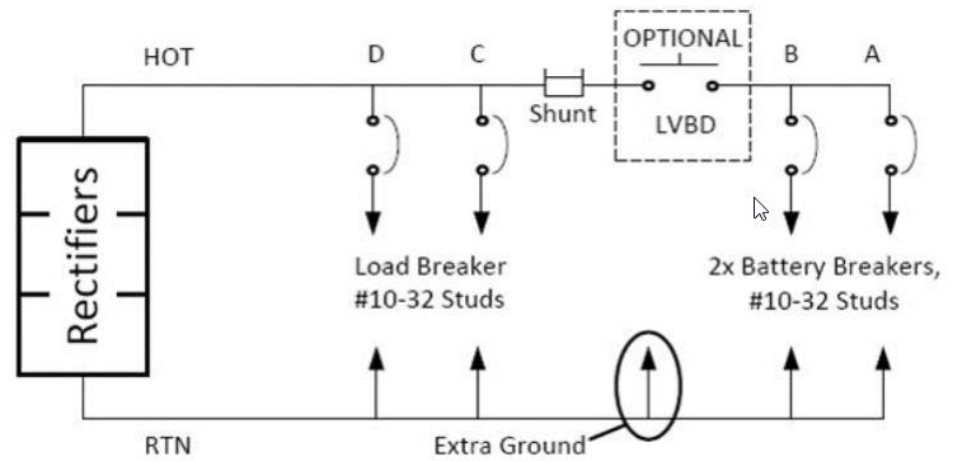 HOT
D
C
OPTIONAL
B
A
Shunt
LVBD
Rectifiers
Load Breaker
#10-32 Studs
2x Battery Breakers,
#10-32 Studs
RTN
Extra Ground